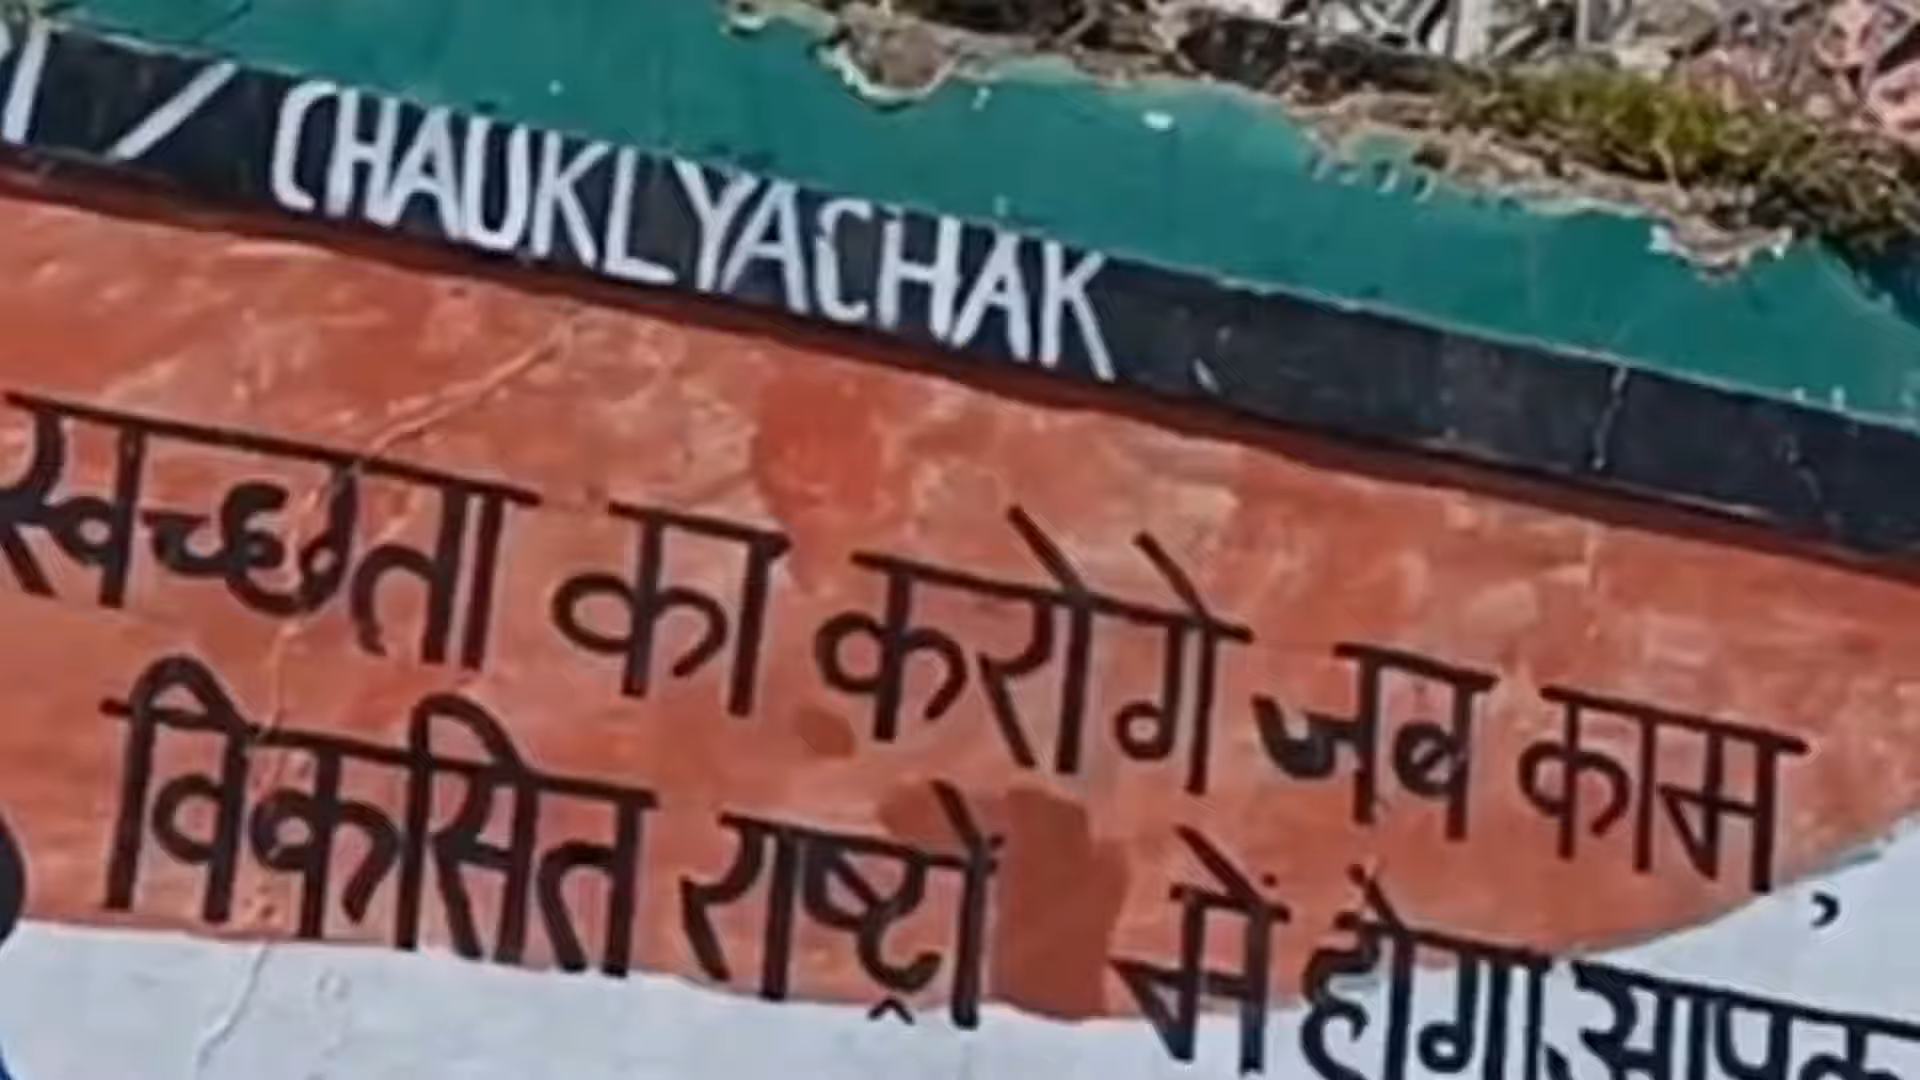 / CHAUKLYACHAK
स्वच्छता का करोगे जब काम,
विकसित राष्ट्रों में होगा